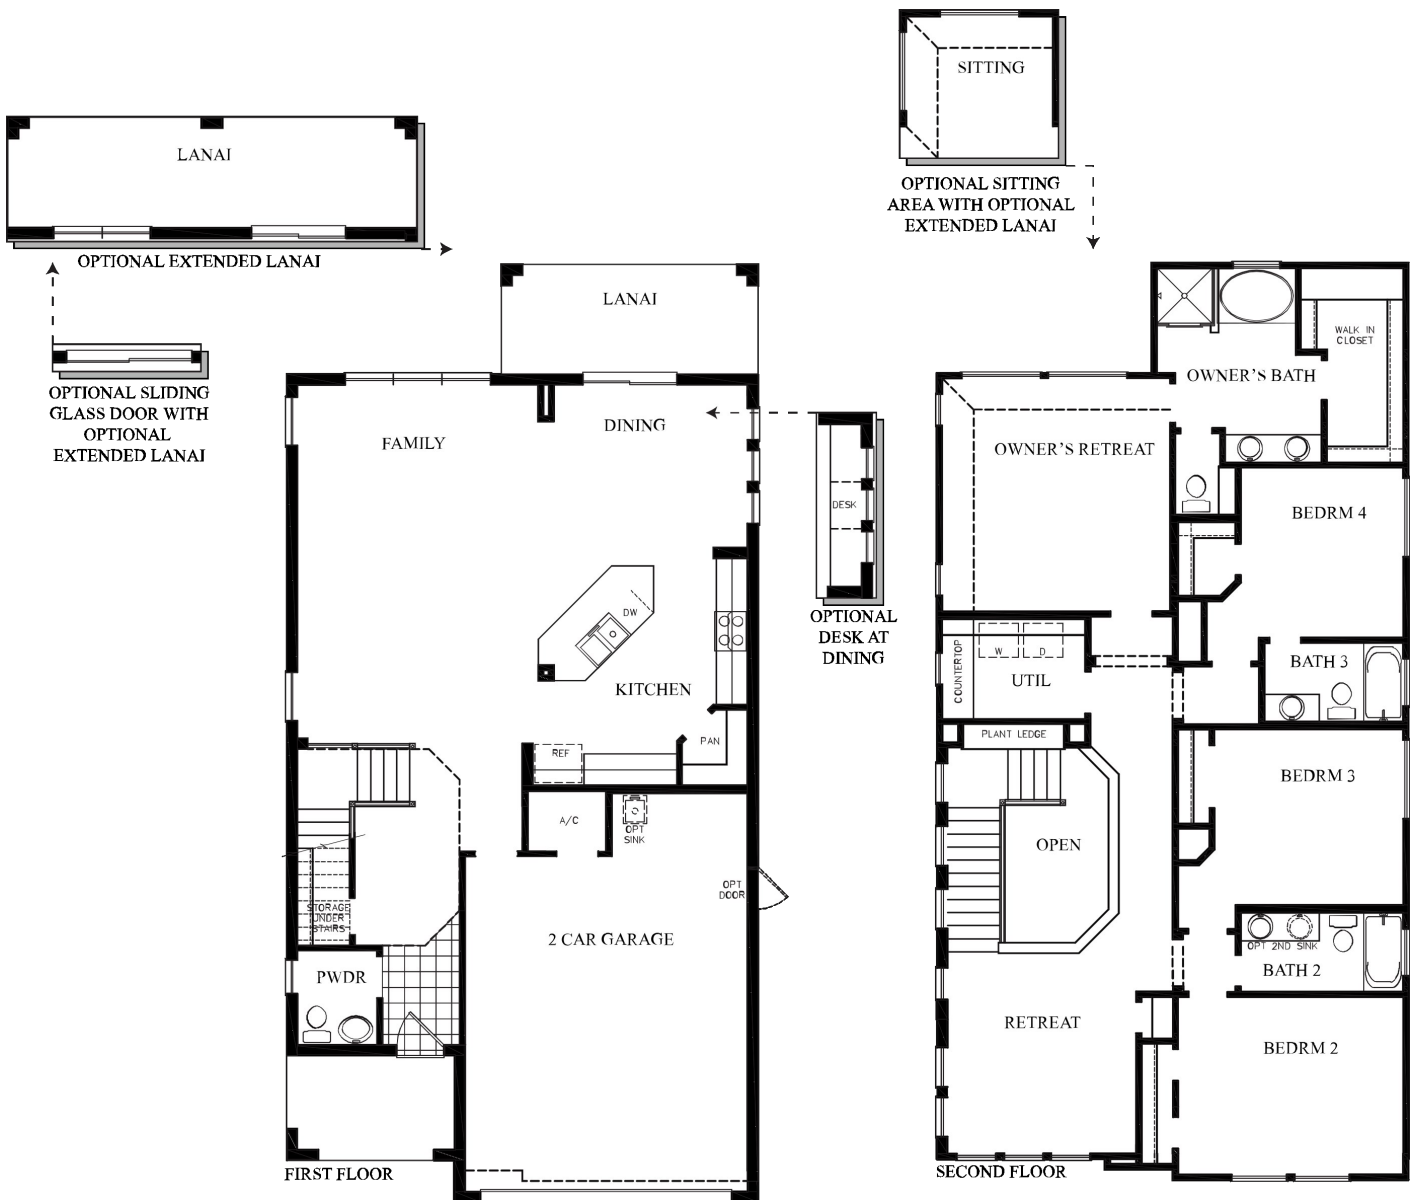 SITTING
OPTIONAL SITTING
AREA WITH OPTIONAL
EXTENDED LANAI
LANAI
OPTIONAL EXTENDED LANAI
OPTIONAL SLIDING
GLASS DOOR WITH
OPTIONAL
EXTENDED LANAI
LANAI
FAMILY
DINING
DESK
OPTIONAL
DESK AT
DINING
DW
KITCHEN
PAN
REF
A/C
OPT
SINK
OPT
DOOR
STORAGE
UNDER
STAIRS
2 CAR GARAGE
PWDR
FIRST FLOOR
WALK IN
CLOSET
OWNER'S BATH
OWNER'S RETREAT
BEDRM 4
COUNTERTOP
W
D
UTIL
BATH 3
PLANT LEDGE
BEDRM 3
OPEN
OPT 2ND SINK
BATH 2
RETREAT
BEDRM 2
SECOND FLOOR